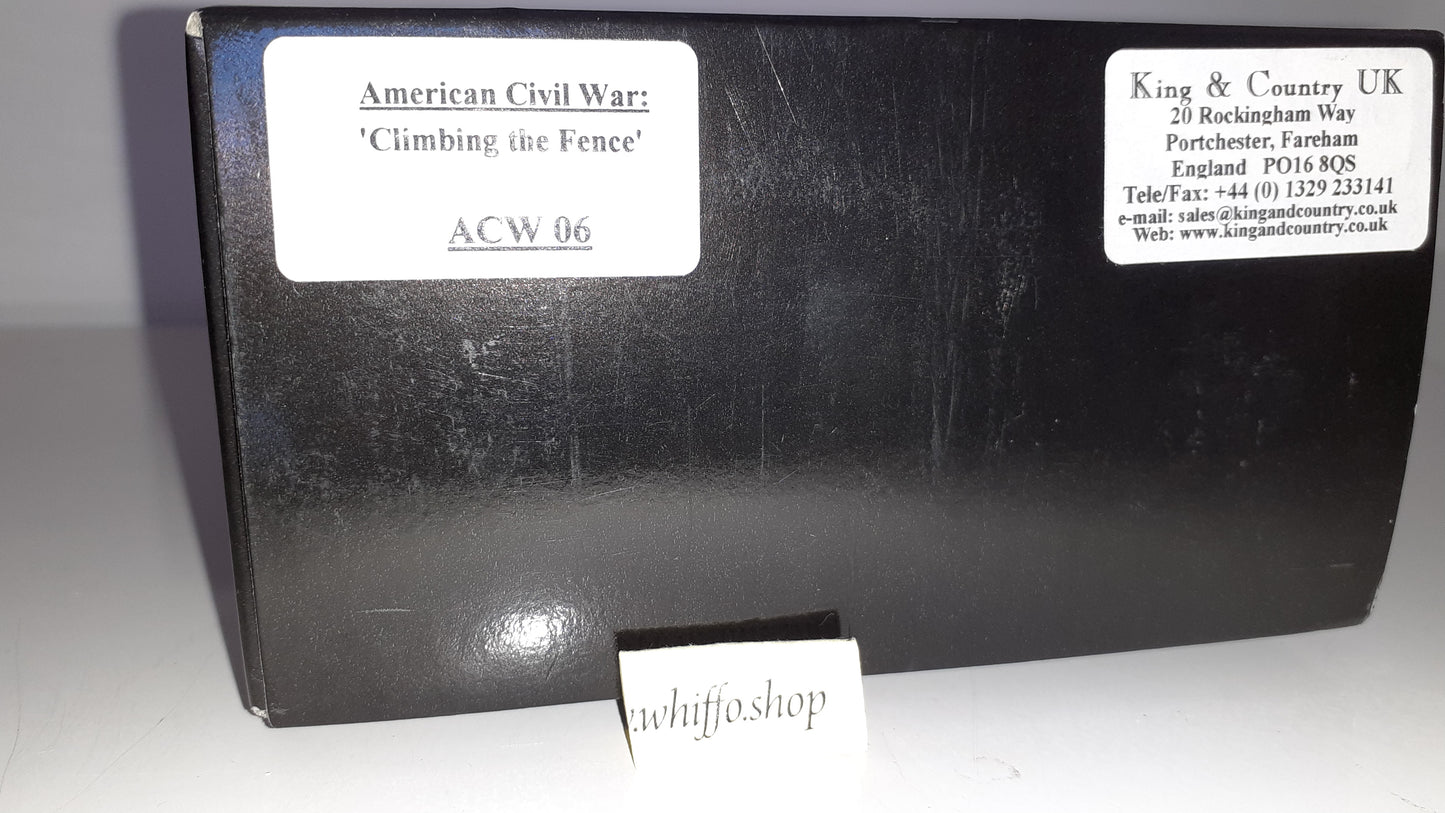 American Civil War:
'Climbing the Fence'
ACW 06
King & Country UK
20 Rockingham Way
Portchester, Fareham
England PO16 8QS
Tele/Fax: +44 (0) 1329 233141
e-mail: sales@kingandcountry.co.uk
Web: www.kingandcountry.co.uk
.whiffo.shop